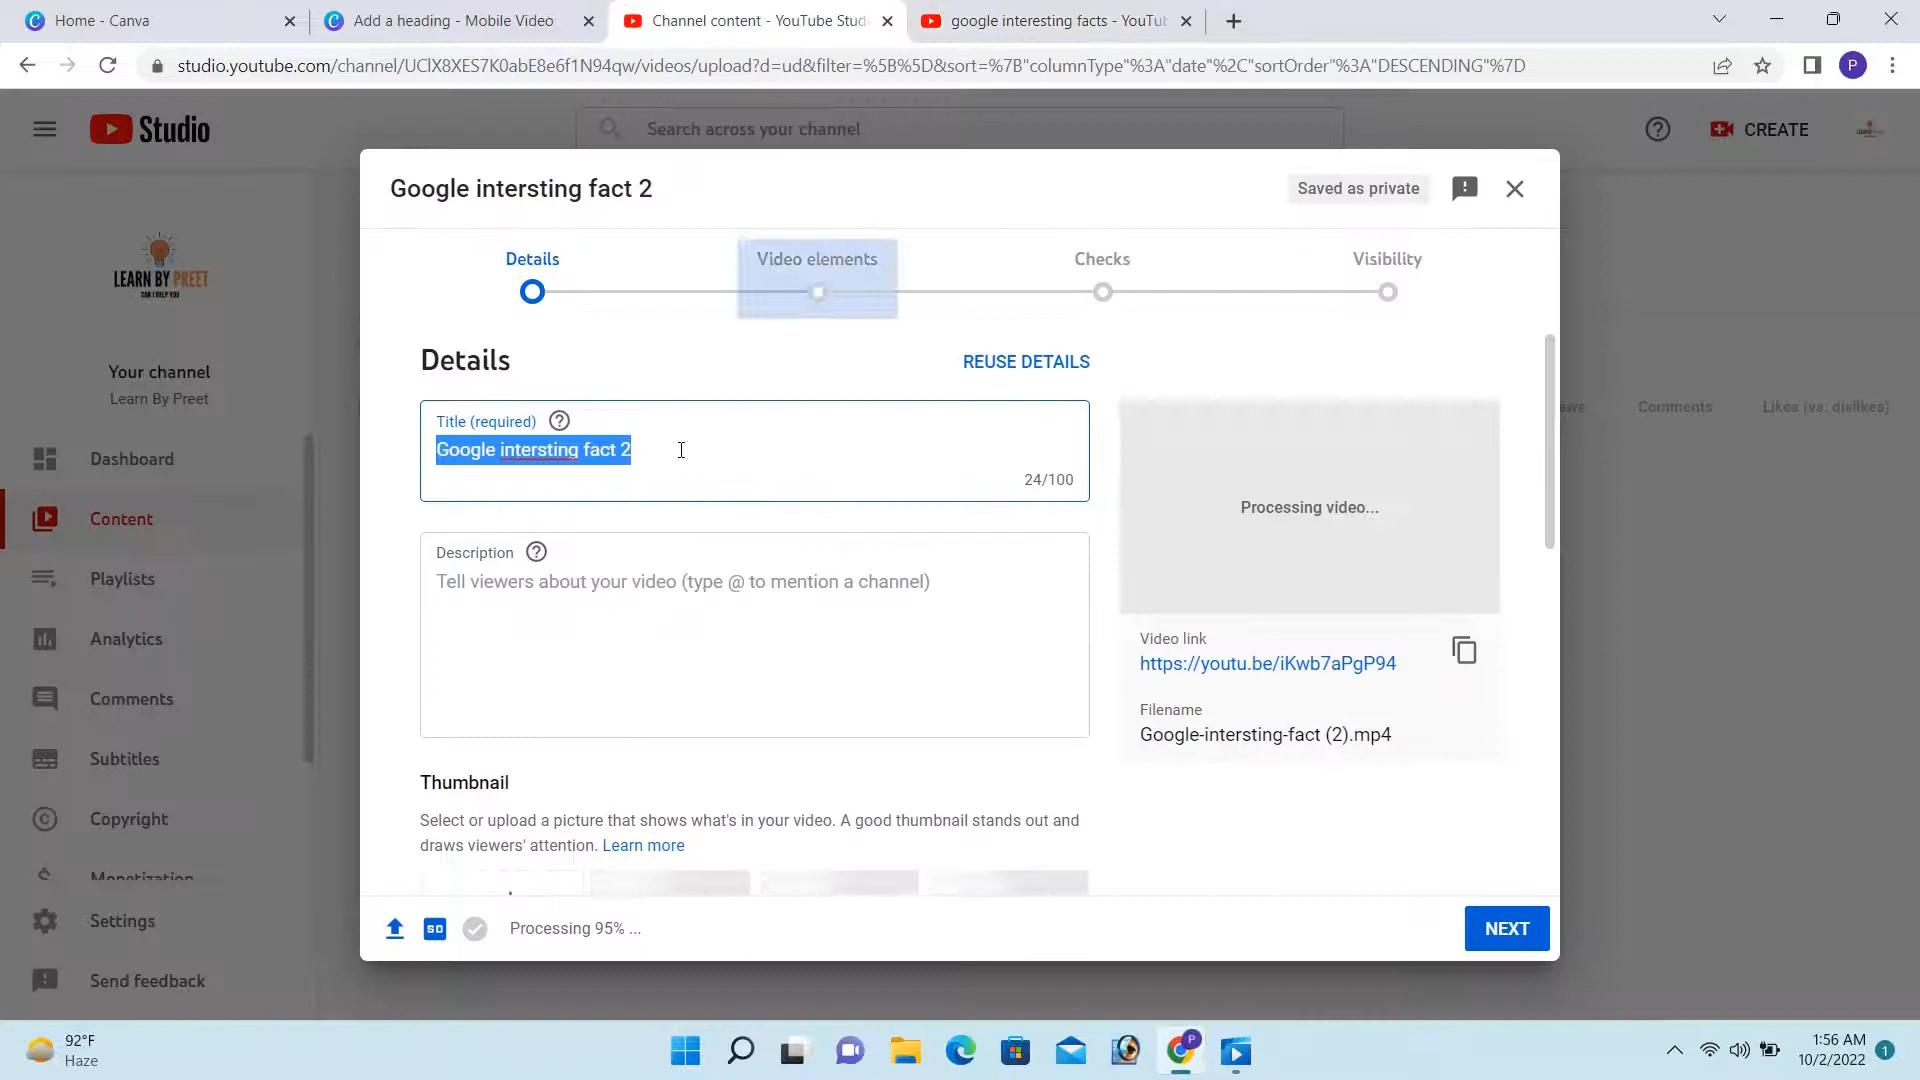 Home - Canva
Add a heading - Mobile Video
Channel content - YouTube Studi
google interesting facts - YouTub
studio.youtube.com/channel/UClX8XES7K0abE8e6f1N94qw/videos/upload?d=ud&filter=%5B%5D&sort=%7B"columnType"%3A"date"%2C"sortOrder"%3A"DESCENDING"%7D
P
Studio
Search across your channel
CREATE
Google intersting fact 2
Saved as private
Details
Video elements
Checks
Visibility
LEARN BY PREET
CAN I HELP YOU
Details
REUSE DETAILS
Your channel
Learn By Preet
Comments
Likes (vs. dislikes)
Title (required)
Google intersting fact 2
24/100
Dashboard
Content
Playlists
Analytics
Comments
Subtitles
Copyright
Monetization
Settings
Send feedback
Processing video...
Description
Tell viewers about your video (type @ to mention a channel)
Video link
https://youtu.be/iKwb7aPgP94
Filename
Google-intersting-fact (2).mp4
Thumbnail
Select or upload a picture that shows what's in your video. A good thumbnail stands out and
draws viewers' attention. Learn more
SD
Processing 95% ...
NEXT
92°F
Haze
P
1:56 AM
10/2/2022
1